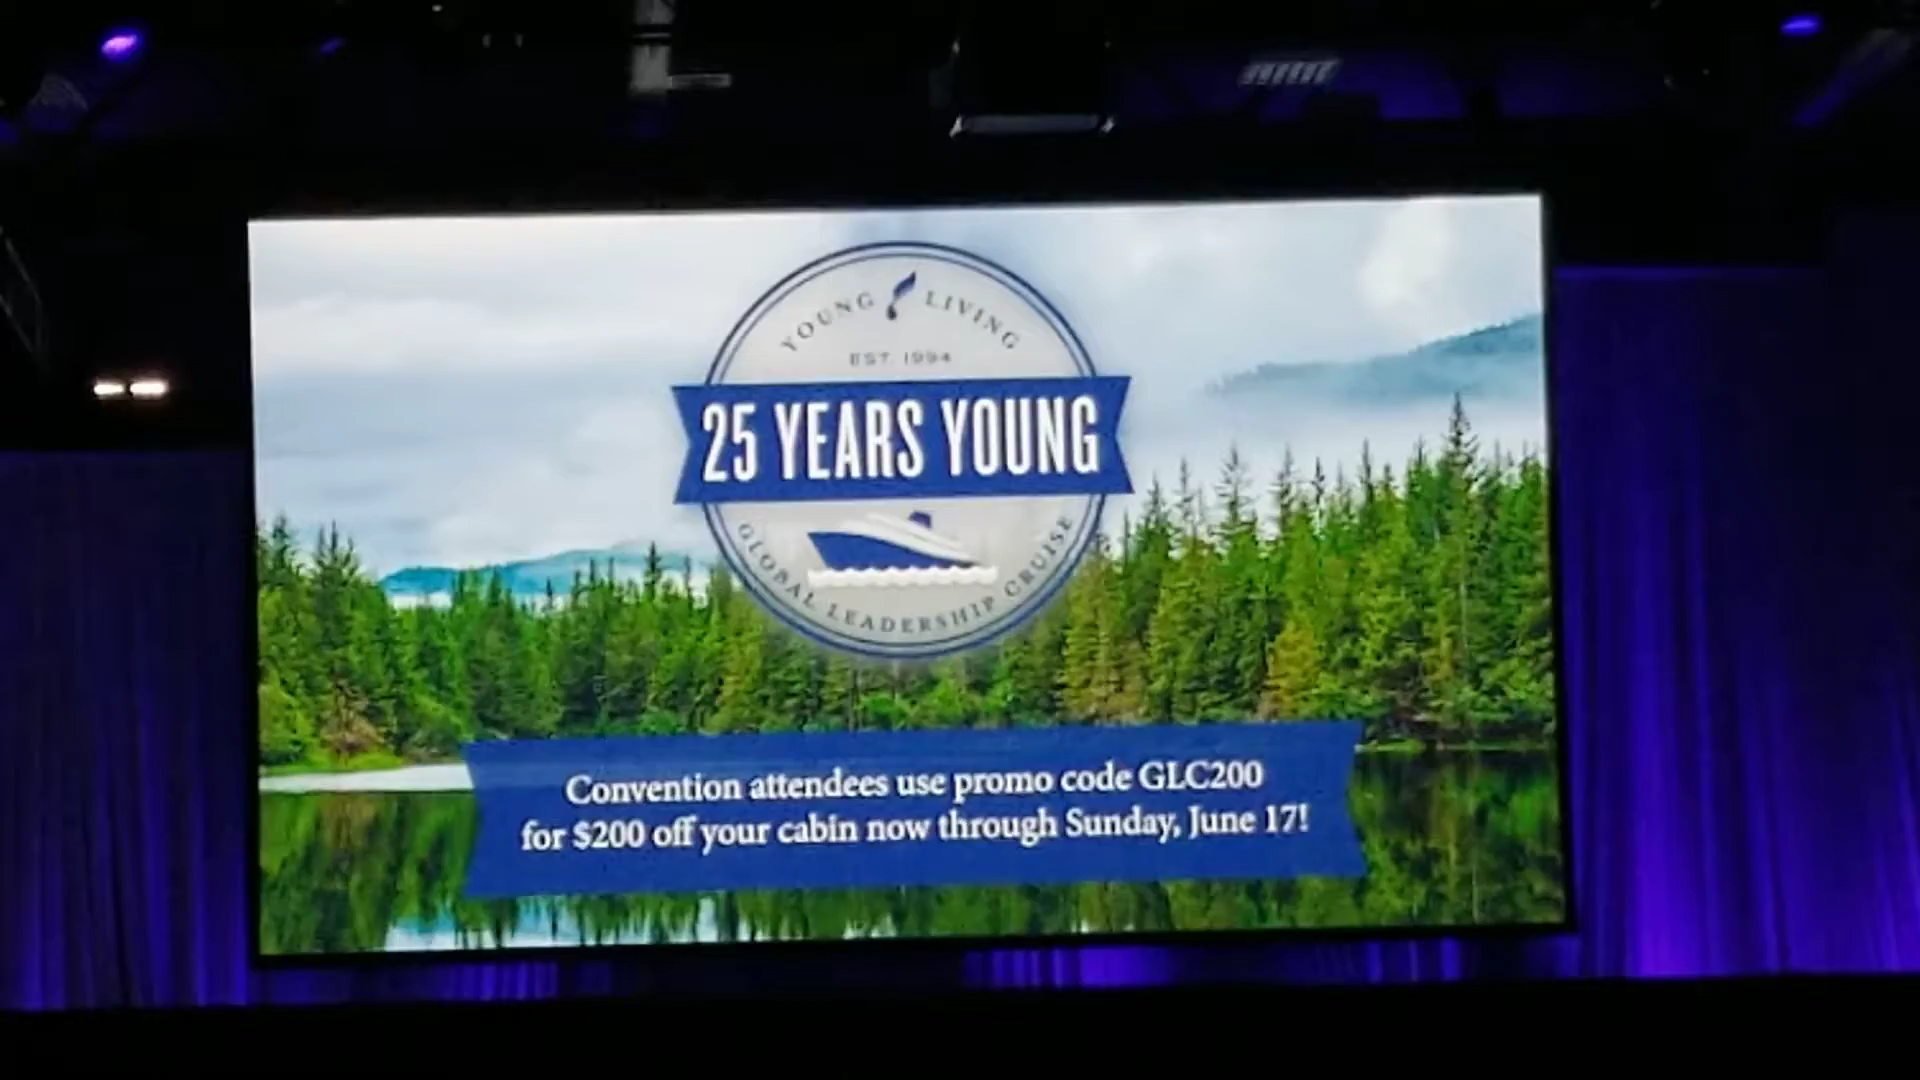 YOUNG LIVING
EST. 1994
25 YEARS YOUNG
GLOBAL LEADERSHIP CRUISE
Convention attendees use promo code GLC200
for $200 off your cabin now through Sunday, June 17!